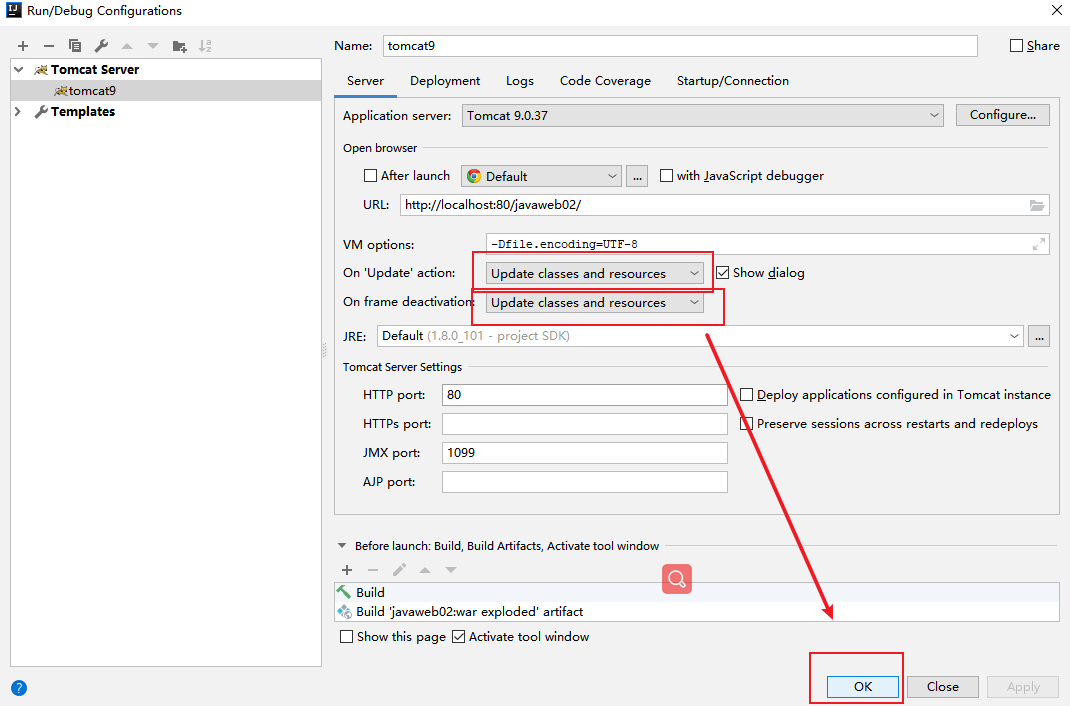 Run/Debug Configurations
Name: tomcat9 Share
Tomcat Server
tomcat9
Templates
Server Deployment Logs Code Coverage Startup/Connection
Application server: Tomcat 9.0.37 Configure...
Open browser
After launch Default ... with JavaScript debugger
URL: http://localhost:80/javaweb02/
VM options: -Dfile.encoding=UTF-8
On 'Update' action: Update classes and resources Show dialog
On frame deactivation: Update classes and resources
JRE: Default (1.8.0_101 - project SDK) ...
Tomcat Server Settings
HTTP port: 80 Deploy applications configured in Tomcat instance
HTTPs port: Preserve sessions across restarts and redeploys
JMX port: 1099
AJP port:
Before launch: Build, Build Artifacts, Activate tool window
Build
Build 'javaweb02:war exploded' artifact
Show this page Activate tool window
? OK Close Apply